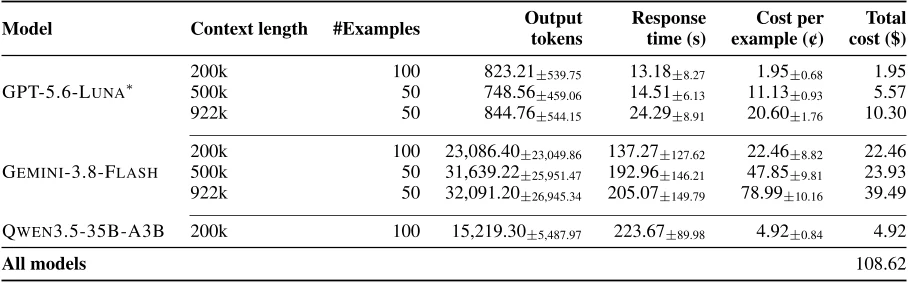 Model Context length #Examples Output tokens Response time (s) Cost per example (¢) Total cost ($)
GPT-5.6-LUNA* 200k 100 823.21±539.75 13.18±8.27 1.95±0.68 1.95
500k 50 748.56±459.06 14.51±6.13 11.13±0.93 5.57
922k 50 844.76±544.15 24.29±8.91 20.60±1.76 10.30
GEMINI-3.8-FLASH 200k 100 23,086.40±23,049.86 137.27±127.62 22.46±8.82 22.46
500k 50 31,639.22±25,951.47 192.96±146.21 47.85±9.81 23.93
922k 50 32,091.20±26,945.34 205.07±149.79 78.99±10.16 39.49
QWEN3.5-35B-A3B 200k 100 15,219.30±5,487.97 223.67±89.98 4.92±0.84 4.92
All models 108.62